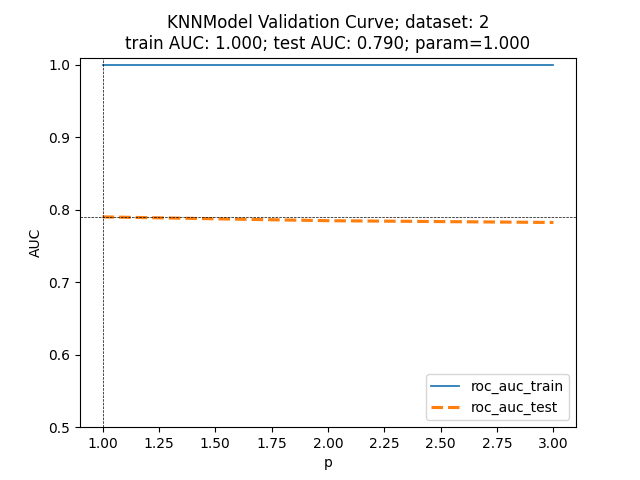 KNNModel Validation Curve; dataset: 2
train AUC: 1.000; test AUC: 0.790; param=1.000
1.0
0.9
0.8
0.7
0.6
0.5
AUC
roc_auc_train
roc_auc_test
1.00 1.25 1.50 1.75 2.00 2.25 2.50 2.75 3.00
p